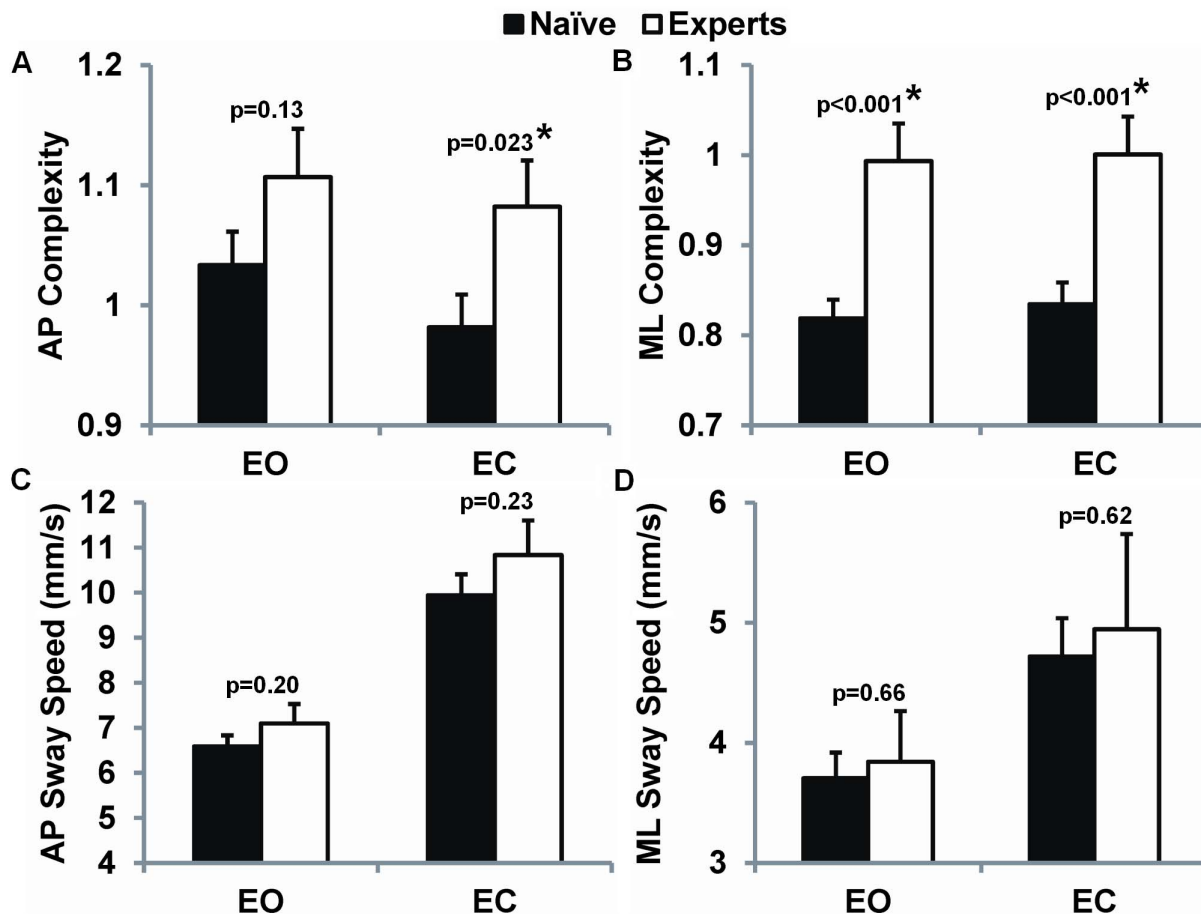 Naïve Experts
A
AP Complexity
1.2
1.1
1
0.9
p=0.13
p=0.023*
EO EC
B
ML Complexity
1.1
1
0.9
0.8
0.7
p<0.001*
p<0.001*
EO EC
C
AP Sway Speed (mm/s)
12
11
10
9
8
7
6
5
4
p=0.20
p=0.23
EO EC
D
ML Sway Speed (mm/s)
6
5
4
3
p=0.66
p=0.62
EO EC